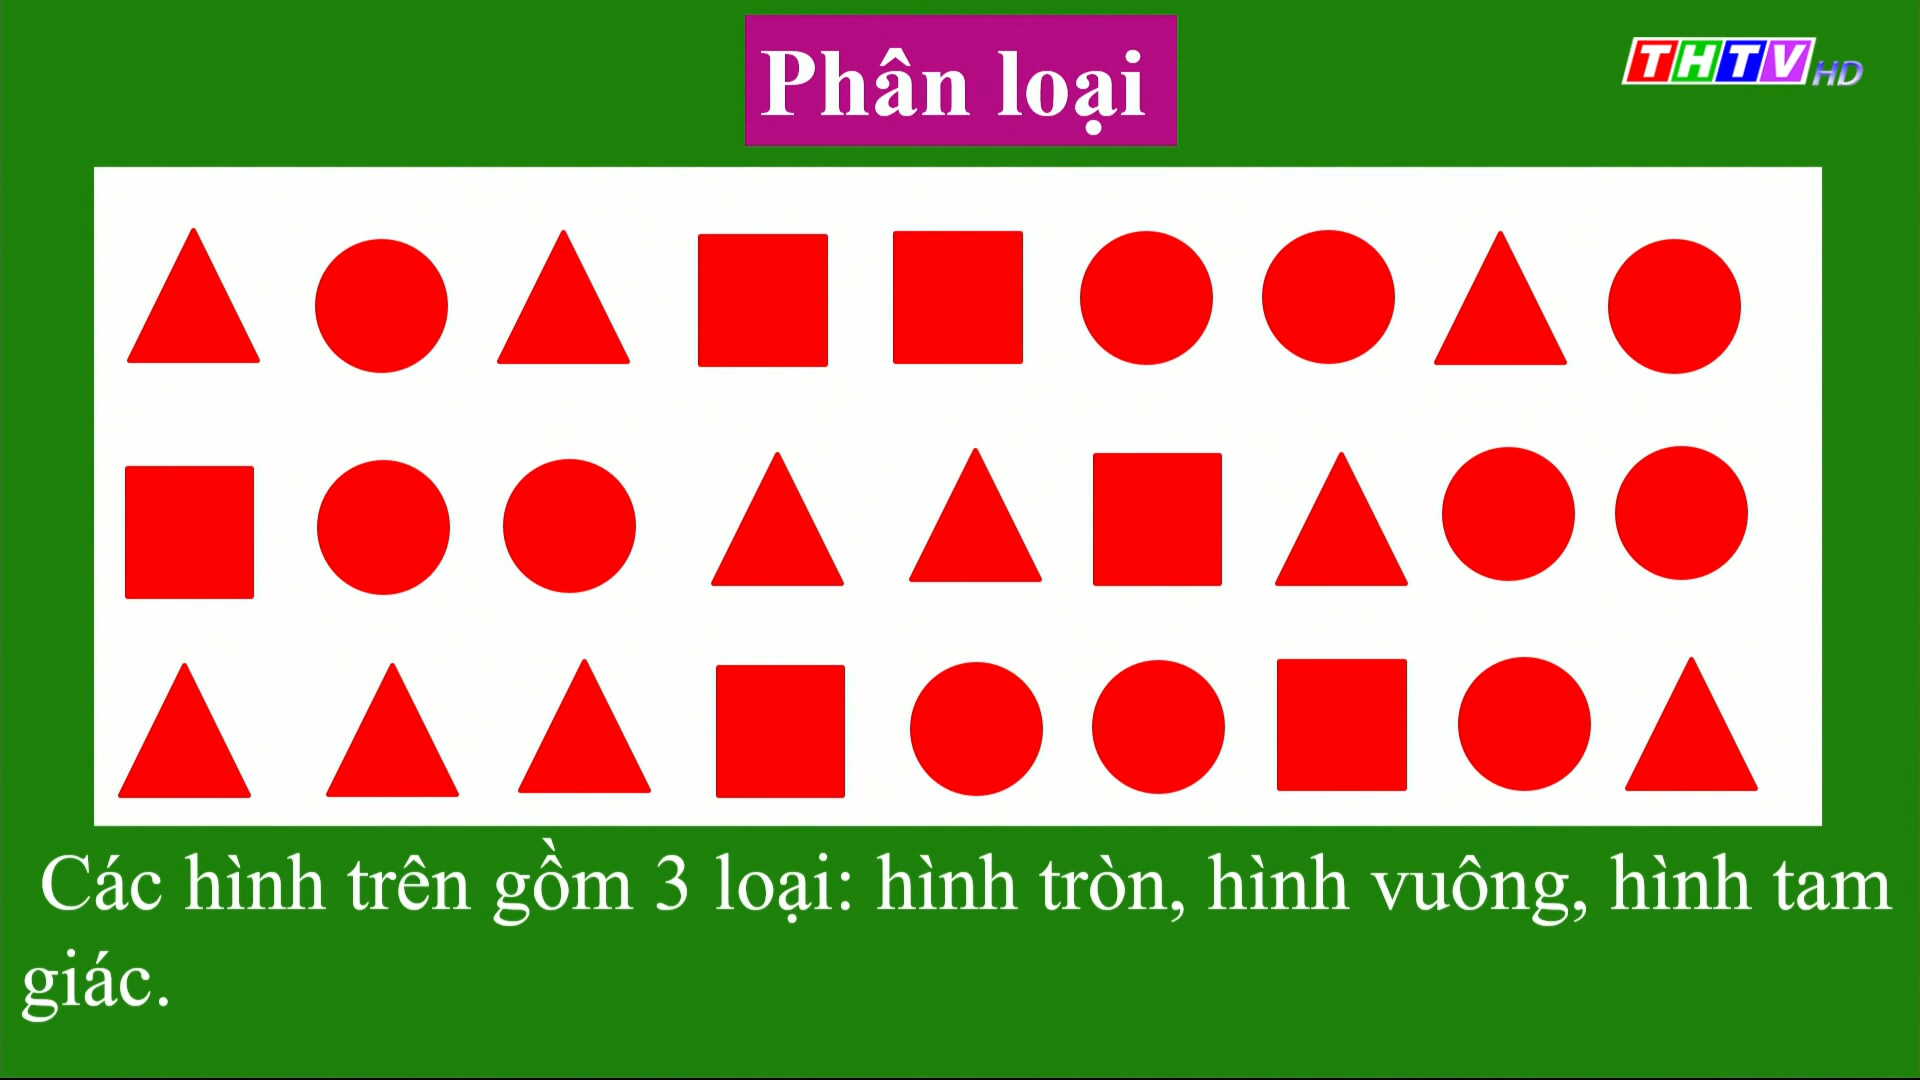 Phân loại
THTV HD
Các hình trên gồm 3 loại: hình tròn, hình vuông, hình tam
giác.